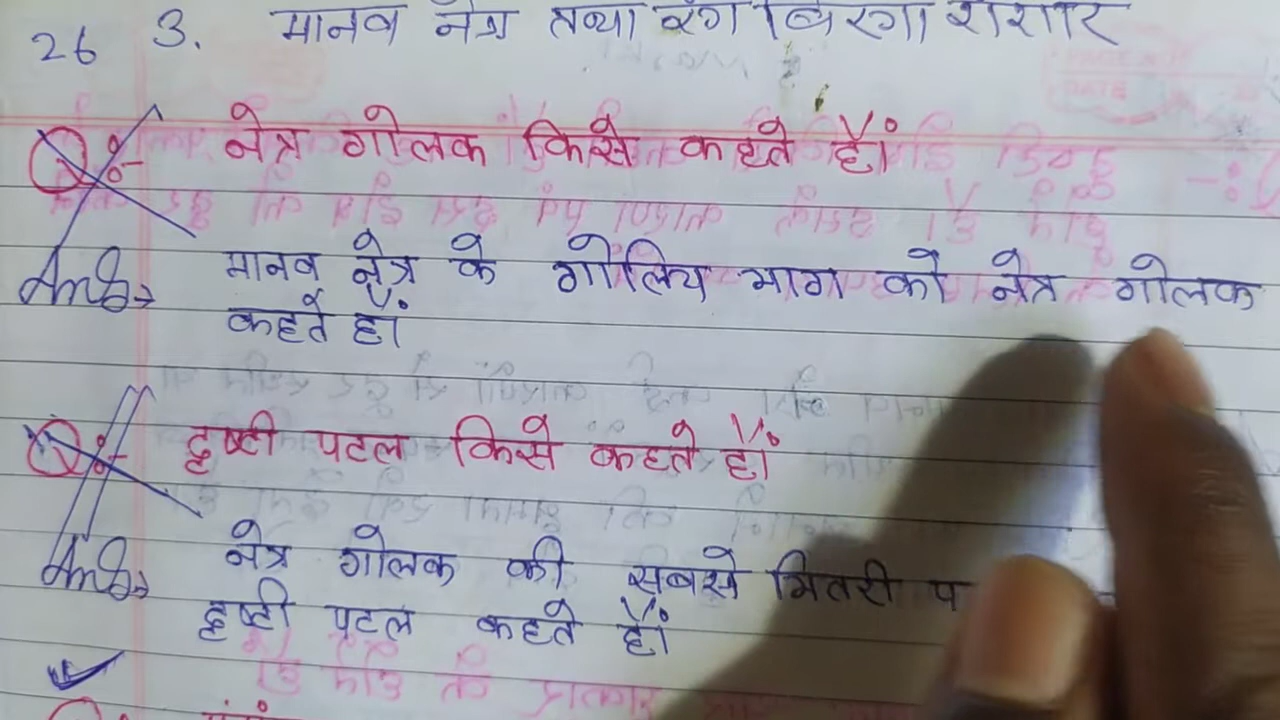 26 3. मानव नेत्र तथा रंग बिरंगा संसार
Q:- नेत्र गोलक किसे कहते हैं।
Ans→ मानव नेत्र के गोलिय भाग को नेत्र गोलक
कहते हैं।
Q:- दृष्टी पटल किसे कहते हैं।
Ans→ नेत्र गोलक की सबसे भितरी प
दृष्टी पटल कहते हैं।